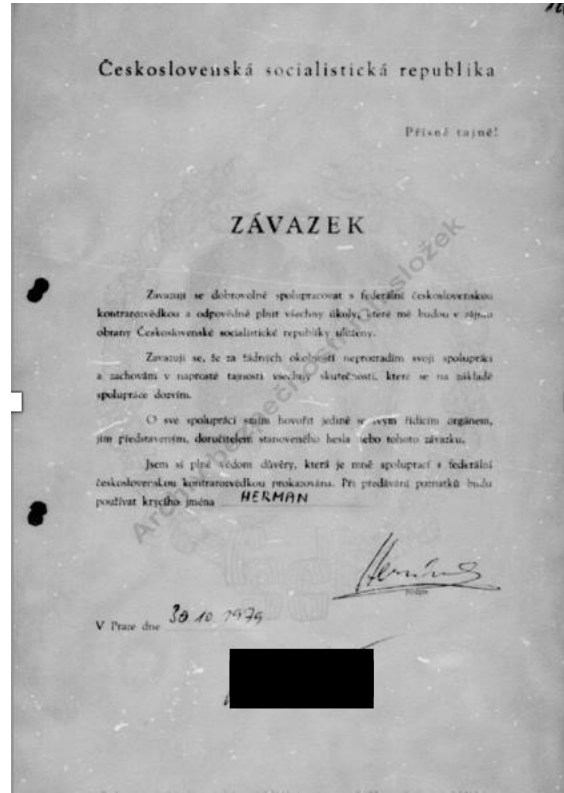 Československá socialistická republika
Přísně tajné!
ZÁVAZEK
Zavazuji se dobrovolně spolupracovat s federální československou
kontrarozvědkou a odpovědně plnit všechny úkoly, které mě budou v zájmu
obrany Československé socialistické republiky uloženy.
Zavazuji se, že za žádných okolností neprozradím svoji spolupráci
a zachovám v naprosté tajnosti všechny skutečnosti, které se na základě
spolupráce dozvím.
O své spolupráci smím hovořit jedině se svým řídícím orgánem,
jím představeným, doručitelem stanoveného hesla nebo tohoto závazku.
Jsem si plně vědom důvěry, která je mně spoluprací s federální
československou kontrarozvědkou prokazována. Při předávání poznatků budu
používat krycího jména HERMAN
podpis
V Praze dne 30 10. 1979
Archiv bezpečnostních složek